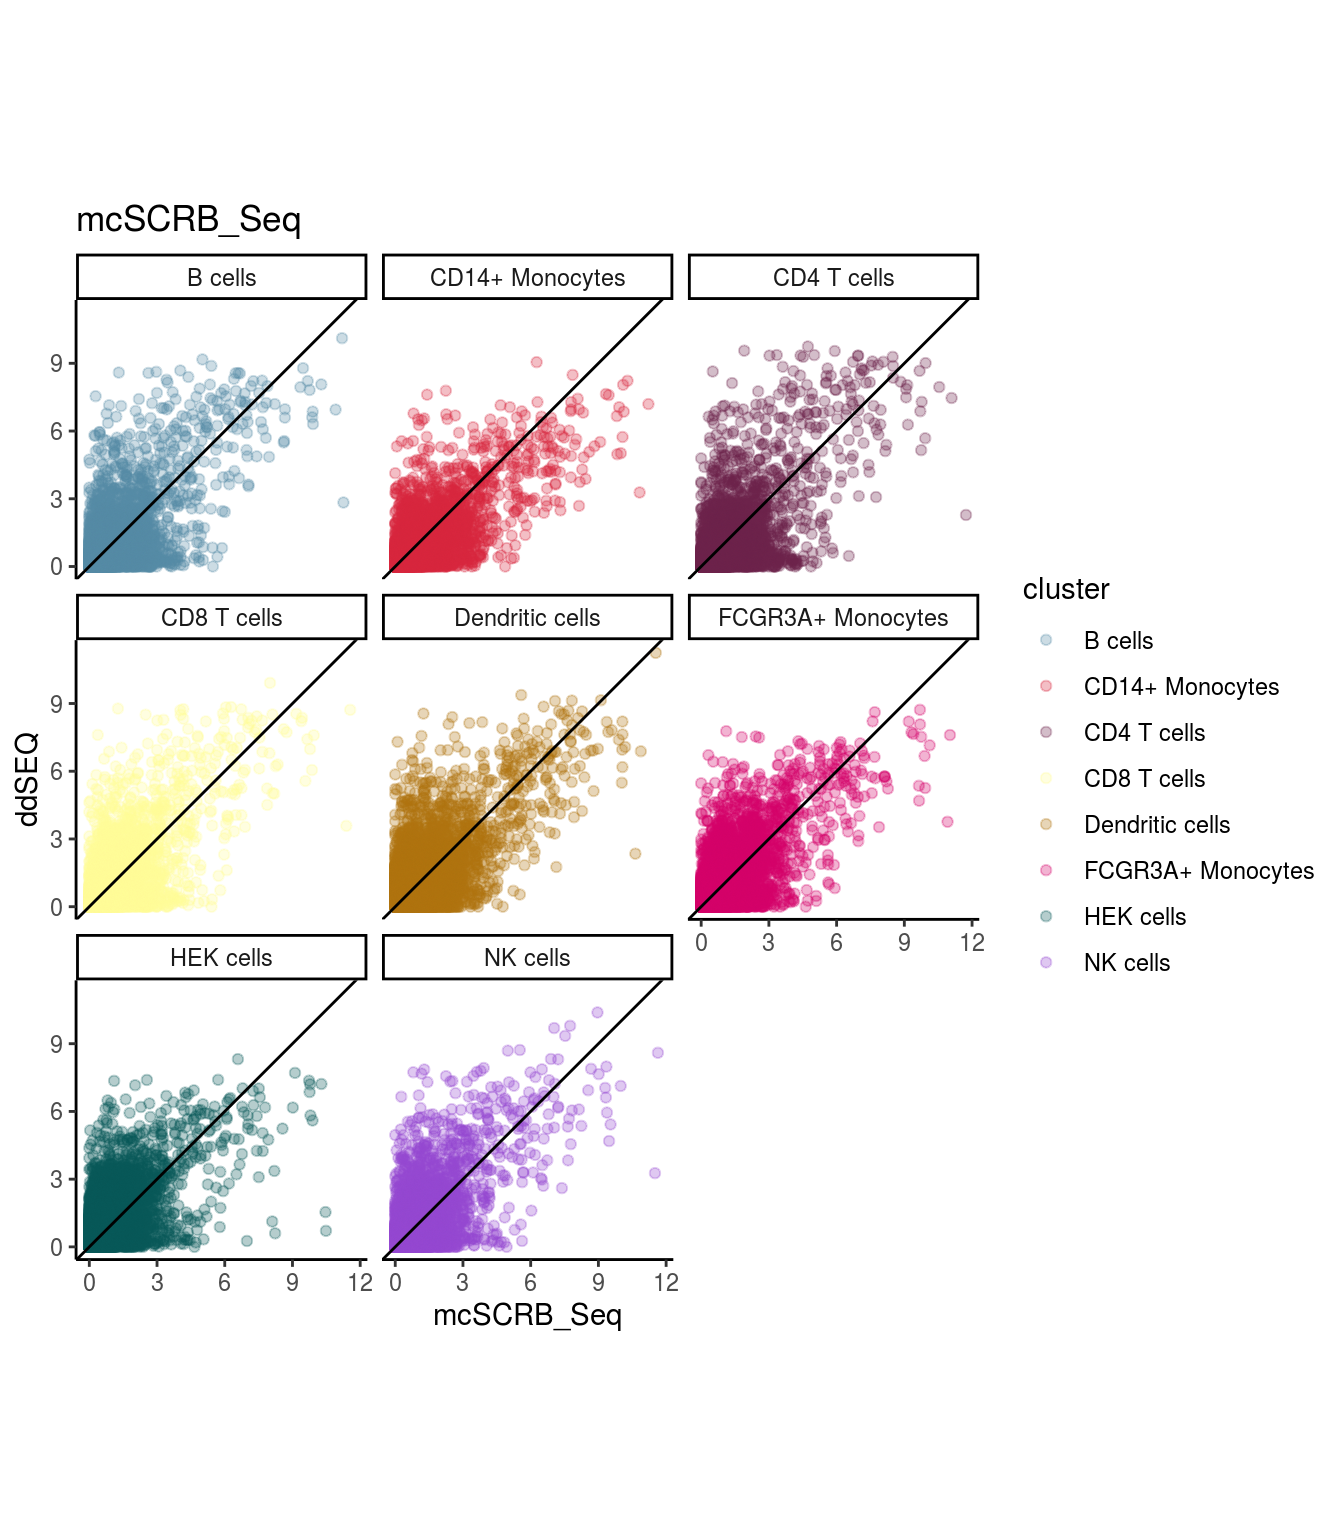 mcSCRB_Seq
B cells
CD14+ Monocytes
CD4 T cells
9
6
3
0
CD8 T cells
Dendritic cells
FCGR3A+ Monocytes
9
6
3
0
0 3 6 9 12
HEK cells
NK cells
9
6
3
0
0 3 6 9 12
0 3 6 9 12
mcSCRB_Seq
ddSEQ
cluster
B cells
CD14+ Monocytes
CD4 T cells
CD8 T cells
Dendritic cells
FCGR3A+ Monocytes
HEK cells
NK cells